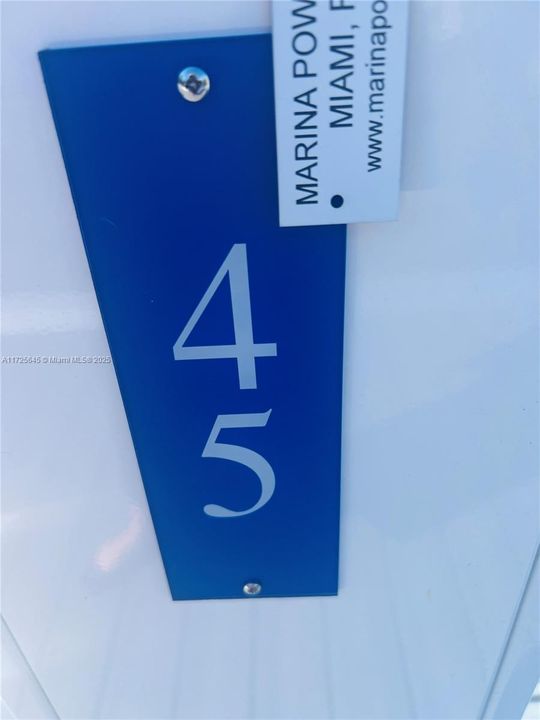 MARINA POW
MIAMI, F
www.marinapo
4
5
A11725645 © Miami MLS® 2025